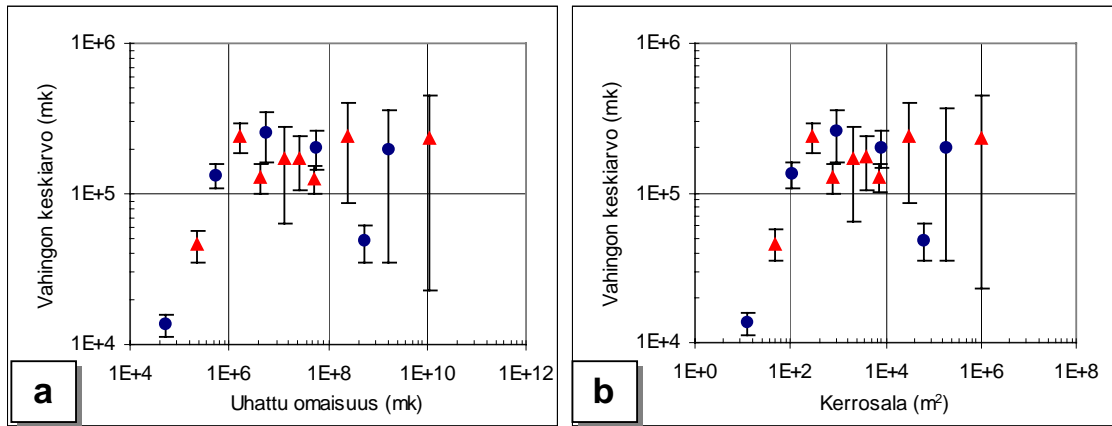 1E+6
1E+5
1E+4
Vahingon keskiarvo (mk)
1E+4 1E+6 1E+8 1E+10 1E+12
Uhattu omaisuus (mk)
a
1E+6
1E+5
1E+4
Vahingon keskiarvo (mk)
1E+0 1E+2 1E+4 1E+6 1E+8
Kerrosala (m²)
b